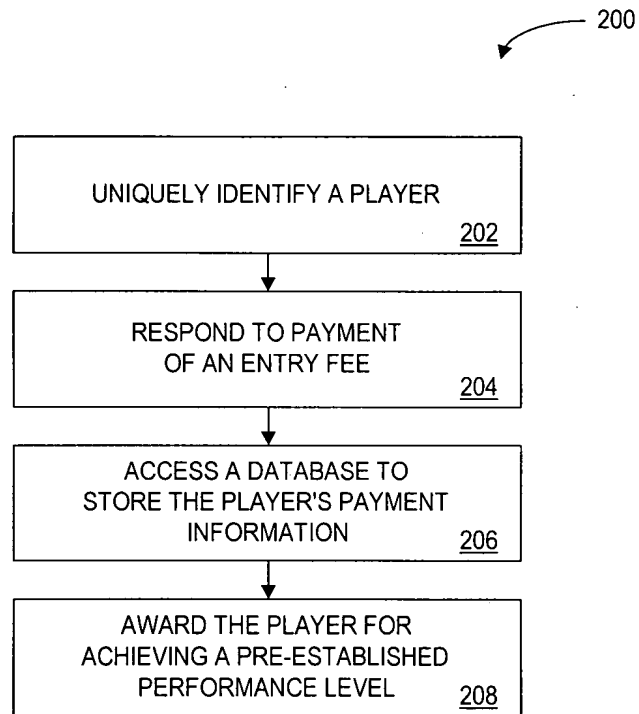 200
UNIQUELY IDENTIFY A PLAYER
202
RESPOND TO PAYMENT
OF AN ENTRY FEE
204
ACCESS A DATABASE TO
STORE THE PLAYER'S PAYMENT
INFORMATION
206
AWARD THE PLAYER FOR
ACHIEVING A PRE-ESTABLISHED
PERFORMANCE LEVEL
208